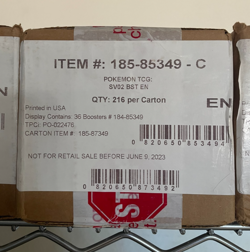 ITEM #: 185-85349 - C
POKEMON TCG:
SV02 BST EN
QTY: 216 per Carton
EN
Printed in USA
Display Contains: 36 Boosters # 184-85349
TPCi PO-022476
CARTON ITEM #: 185-87349
0 820650 853494
NOT FOR RETAIL SALE BEFORE JUNE 9, 2023
0 820650 873492